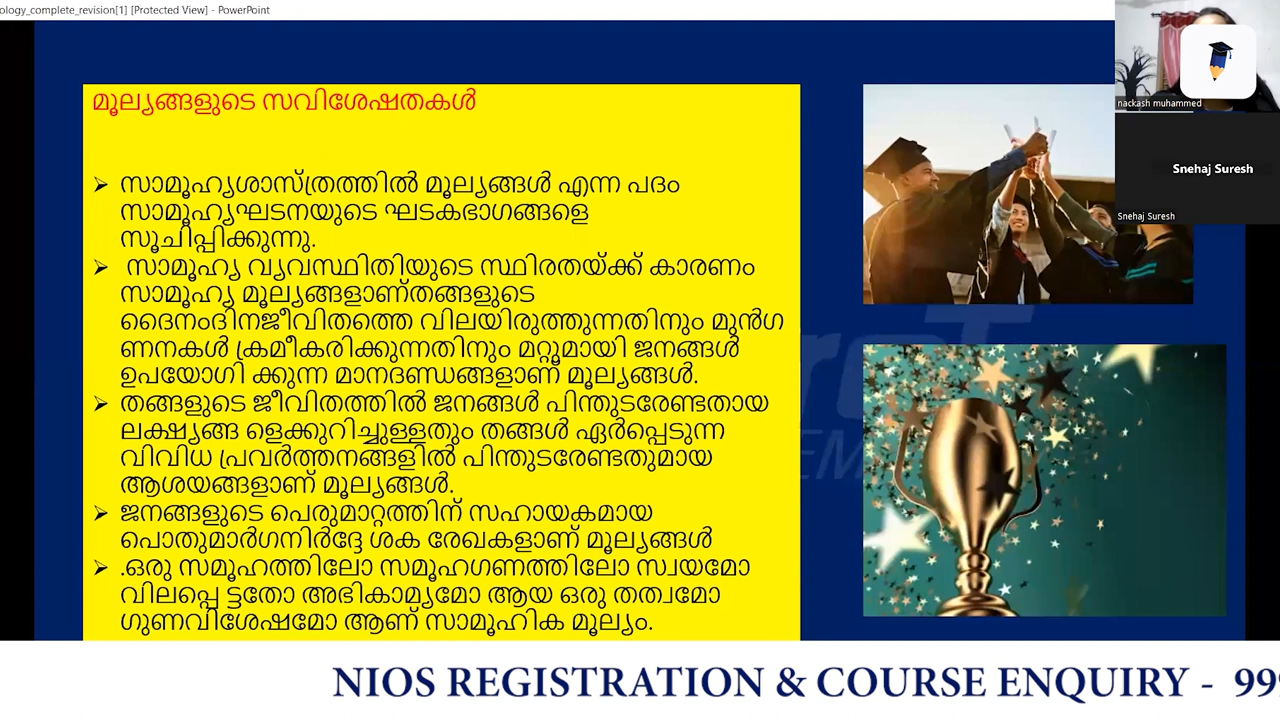 ology_complete_revision[1] [Protected View] - PowerPoint
മൂല്യങ്ങളുടെ സവിശേഷതകൾ
➢ സാമൂഹ്യശാസ്ത്രത്തിൽ മൂല്യങ്ങൾ എന്ന പദം
സാമൂഹ്യഘടനയുടെ ഘടകഭാഗങ്ങളെ
സൂചിപ്പിക്കുന്നു.
➢ സാമൂഹ്യ വ്യവസ്ഥിതിയുടെ സ്ഥിരതയ്ക്ക് കാരണം
സാമൂഹ്യ മൂല്യങ്ങളാണ്തങ്ങളുടെ
ദൈനംദിനജീവിതത്തെ വിലയിരുത്തുന്നതിനും മുൻഗ
ണനകൾ ക്രമീകരിക്കുന്നതിനും മറ്റുമായി ജനങ്ങൾ
ഉപയോഗി ക്കുന്ന മാനദണ്ഡങ്ങളാണ് മൂല്യങ്ങൾ.
➢ തങ്ങളുടെ ജീവിതത്തിൽ ജനങ്ങൾ പിന്തുടരേണ്ടതായ
ലക്ഷ്യങ്ങ ളെക്കുറിച്ചുള്ളതും തങ്ങൾ ഏർപ്പെടുന്ന
വിവിധ പ്രവർത്തനങ്ങളിൽ പിന്തുടരേണ്ടതുമായ
ആശയങ്ങളാണ് മൂല്യങ്ങൾ.
➢ ജനങ്ങളുടെ പെരുമാറ്റത്തിന് സഹായകമായ
പൊതുമാർഗനിർദ്ദേ ശക രേഖകളാണ് മൂല്യങ്ങൾ
➢ .ഒരു സമൂഹത്തിലോ സമൂഹഗണത്തിലോ സ്വയമോ
വിലപ്പെ ട്ടതോ അഭികാമ്യമോ ആയ ഒരു തത്വമോ
ഗുണവിശേഷമോ ആണ് സാമൂഹിക മൂല്യം.
nackash muhammed
Snehaj Suresh
Snehaj Suresh
NIOS REGISTRATION & COURSE ENQUIRY - 99